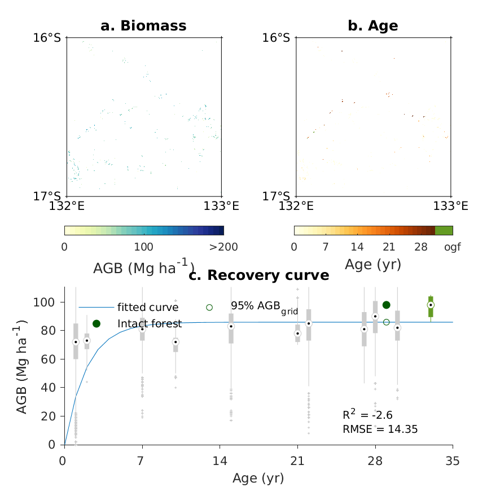 a. Biomass
b. Age
16°S
16°S
17°S
17°S
132°E
133°E
132°E
133°E
0
100
>200
0
7
14
21
28
ogf
AGB (Mg ha-1)
Age (yr)
c. Recovery curve
fitted curve
95% AGBgrid
Intact forest
AGB (Mg ha-1)
100
80
60
40
20
0
R2 = -2.6
RMSE = 14.35
0
7
14
21
28
35
Age (yr)